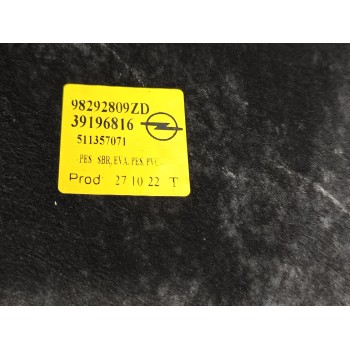 98292809ZD
39196816
511357071
PES SBR, EVA, PES, PVC
Prod: 27 10 22 T